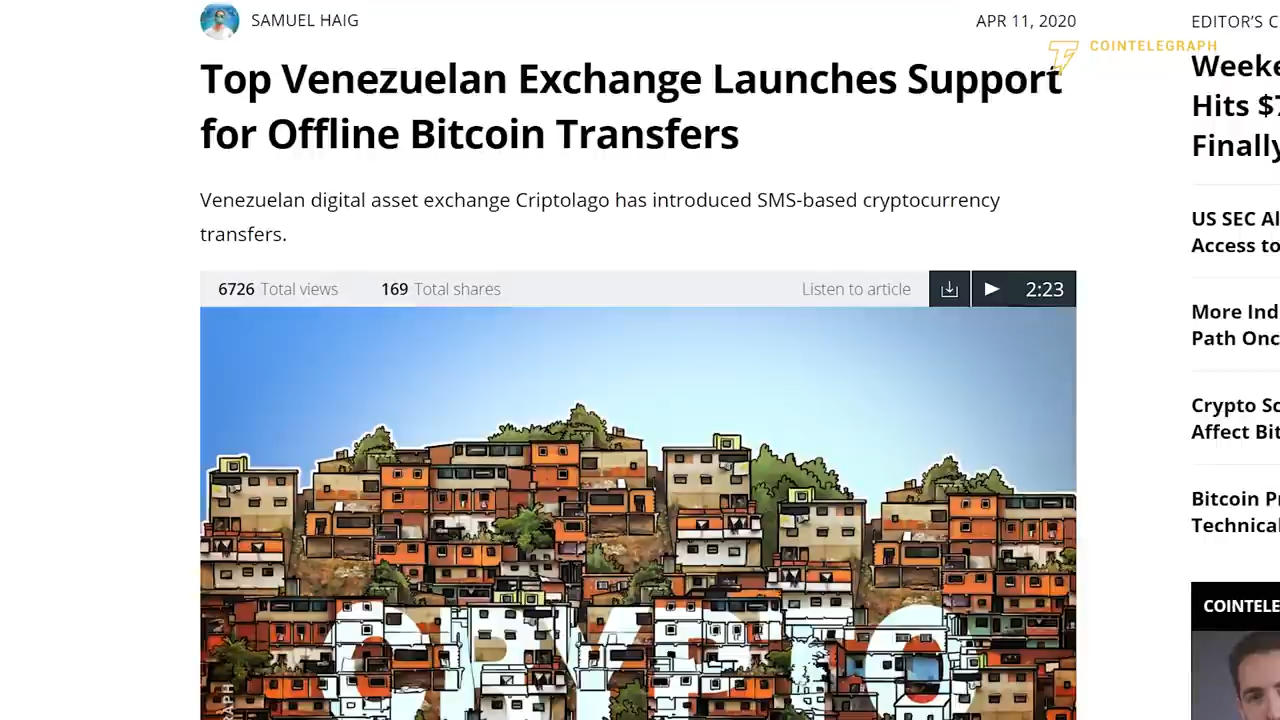 SAMUEL HAIG
APR 11, 2020
COINTELEGRAPH
Top Venezuelan Exchange Launches Support
for Offline Bitcoin Transfers
Venezuelan digital asset exchange Criptolago has introduced SMS-based cryptocurrency
transfers.
6726 Total views 169 Total shares
Listen to article 2:23
CRYPTO
EDITOR'S C
Weeke
Hits $7
Finally
US SEC Al
Access to
More Ind
Path Onc
Crypto Sc
Affect Bit
Bitcoin Pr
Technical
COINTELE